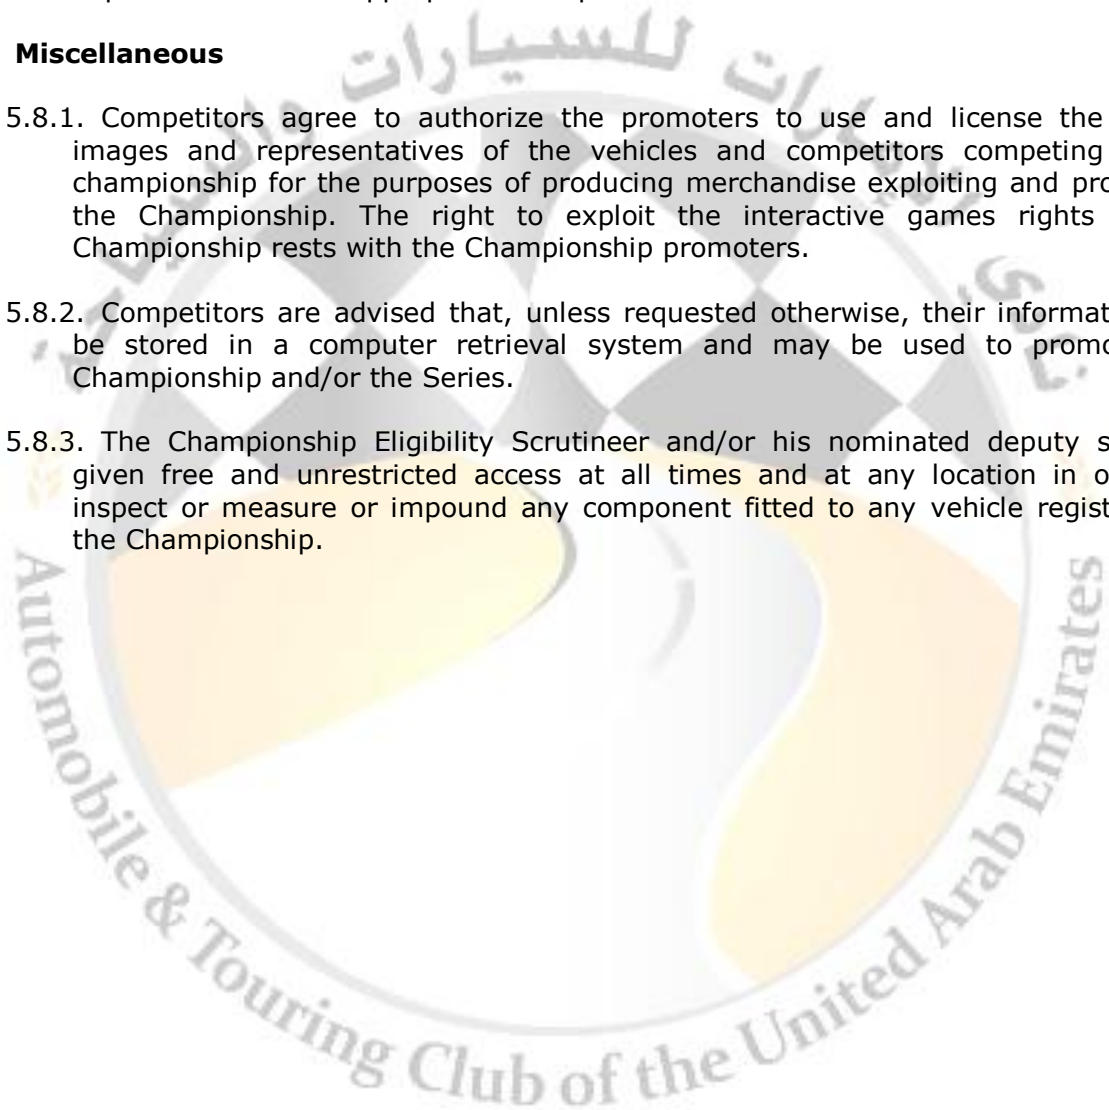 Miscellaneous
5.8.1. Competitors agree to authorize the promoters to use and license the
images and representatives of the vehicles and competitors competing
championship for the purposes of producing merchandise exploiting and pro
the Championship. The right to exploit the interactive games rights
Championship rests with the Championship promoters.
5.8.2. Competitors are advised that, unless requested otherwise, their informat
be stored in a computer retrieval system and may be used to promo
Championship and/or the Series.
5.8.3. The Championship Eligibility Scrutineer and/or his nominated deputy s
given free and unrestricted access at all times and at any location in o
inspect or measure or impound any component fitted to any vehicle regist
the Championship.
Automobile & Touring Club of the United Arab Emirates